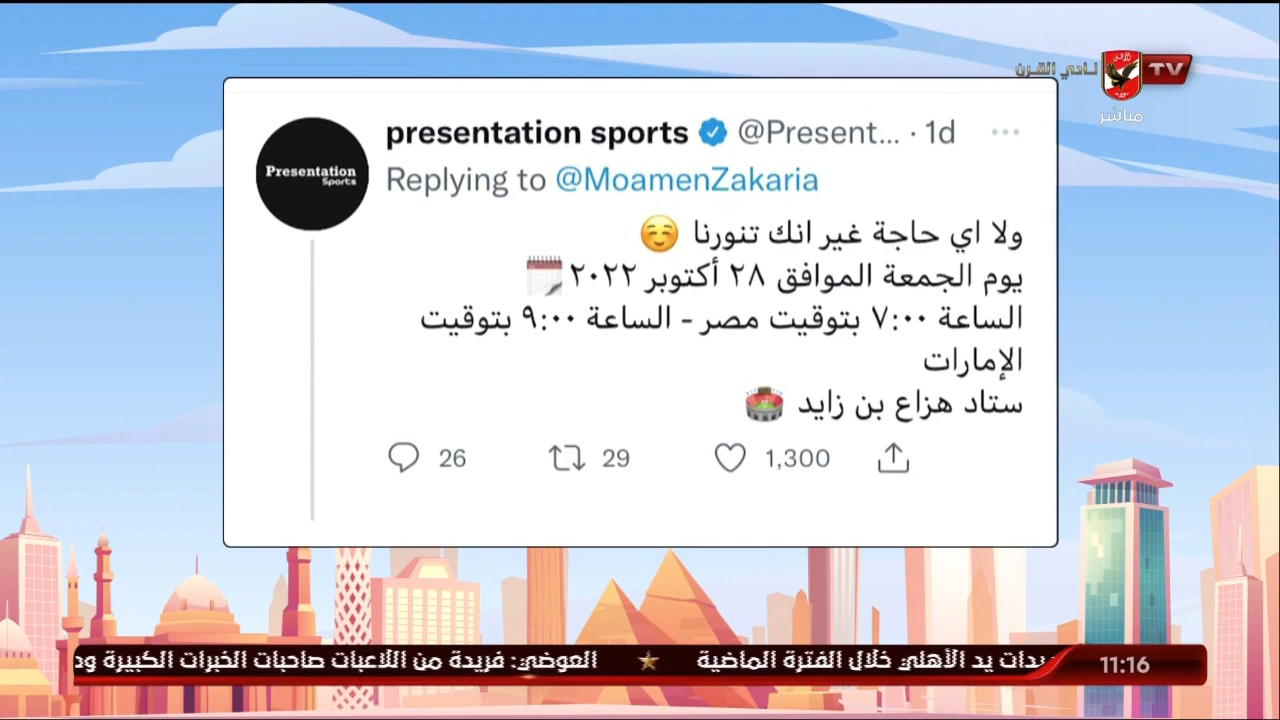 نادي القرن
TV
مباشر
Presentation
Sports
presentation sports @Present... · 1d
Replying to @MoamenZakaria
ولا اي حاجة غير انك تنورنا ☺️
يوم الجمعة الموافق ٢٨ أكتوبر ٢٠٢٢ 🗓️
الساعة ٧:٠٠ بتوقيت مصر - الساعة ٩:٠٠ بتوقيت
الإمارات
ستاد هزاع بن زايد 🏟️
26 29 1,300
دات يد الأهلي خلال الفترة الماضية ★ العوضي: فريدة من اللاعبات صاحبات الخبرات الكبيرة
11:16